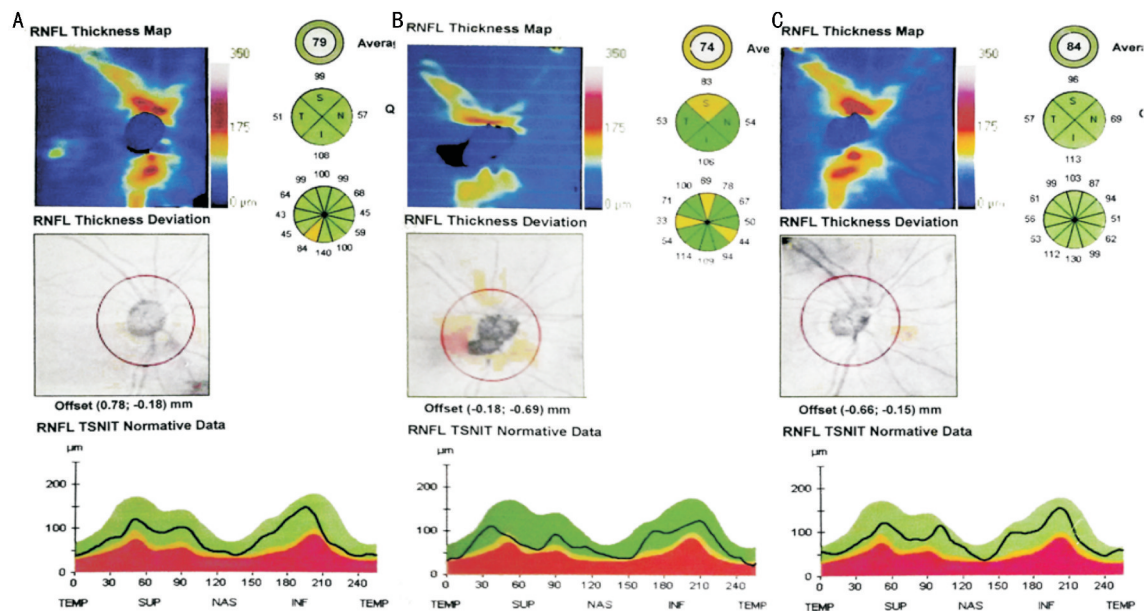 A
RNFL Thickness Map
350 µm
175
0 µm
79
Averag
99
S
51 T N 57
I
108
Q
100
99 99
64 68
43 45
45 59
84 100
140
RNFL Thickness Deviation
Offset (0.78; -0.18) mm
RNFL TSNIT Normative Data
µm
200
100
0
0 30 60 90 120 150 180 210 240
TEMP SUP NAS INF TEMP
B
RNFL Thickness Map
350 µm
175
0 µm
74
Ave
83
S
53 T N 54
I
106
89
100 78
71 67
33 50
54 44
114 94
109
RNFL Thickness Deviation
Offset (-0.18; -0.69) mm
RNFL TSNIT Normative Data
µm
200
100
0
0 30 60 90 120 150 180 210 240
TEMP SUP NAS INF TEMP
C
RNFL Thickness Map
350
175
0 µm
84
Avera
96
S
57 T N 69
I
113
103
99 87
61 94
56 51
53 62
112 99
130
RNFL Thickness Deviation
Offset (-0.66; -0.15) mm
RNFL TSNIT Normative Data
µm
200
100
0
0 30 60 90 120 150 180 210 240
TEMP SUP NAS INF TEMP